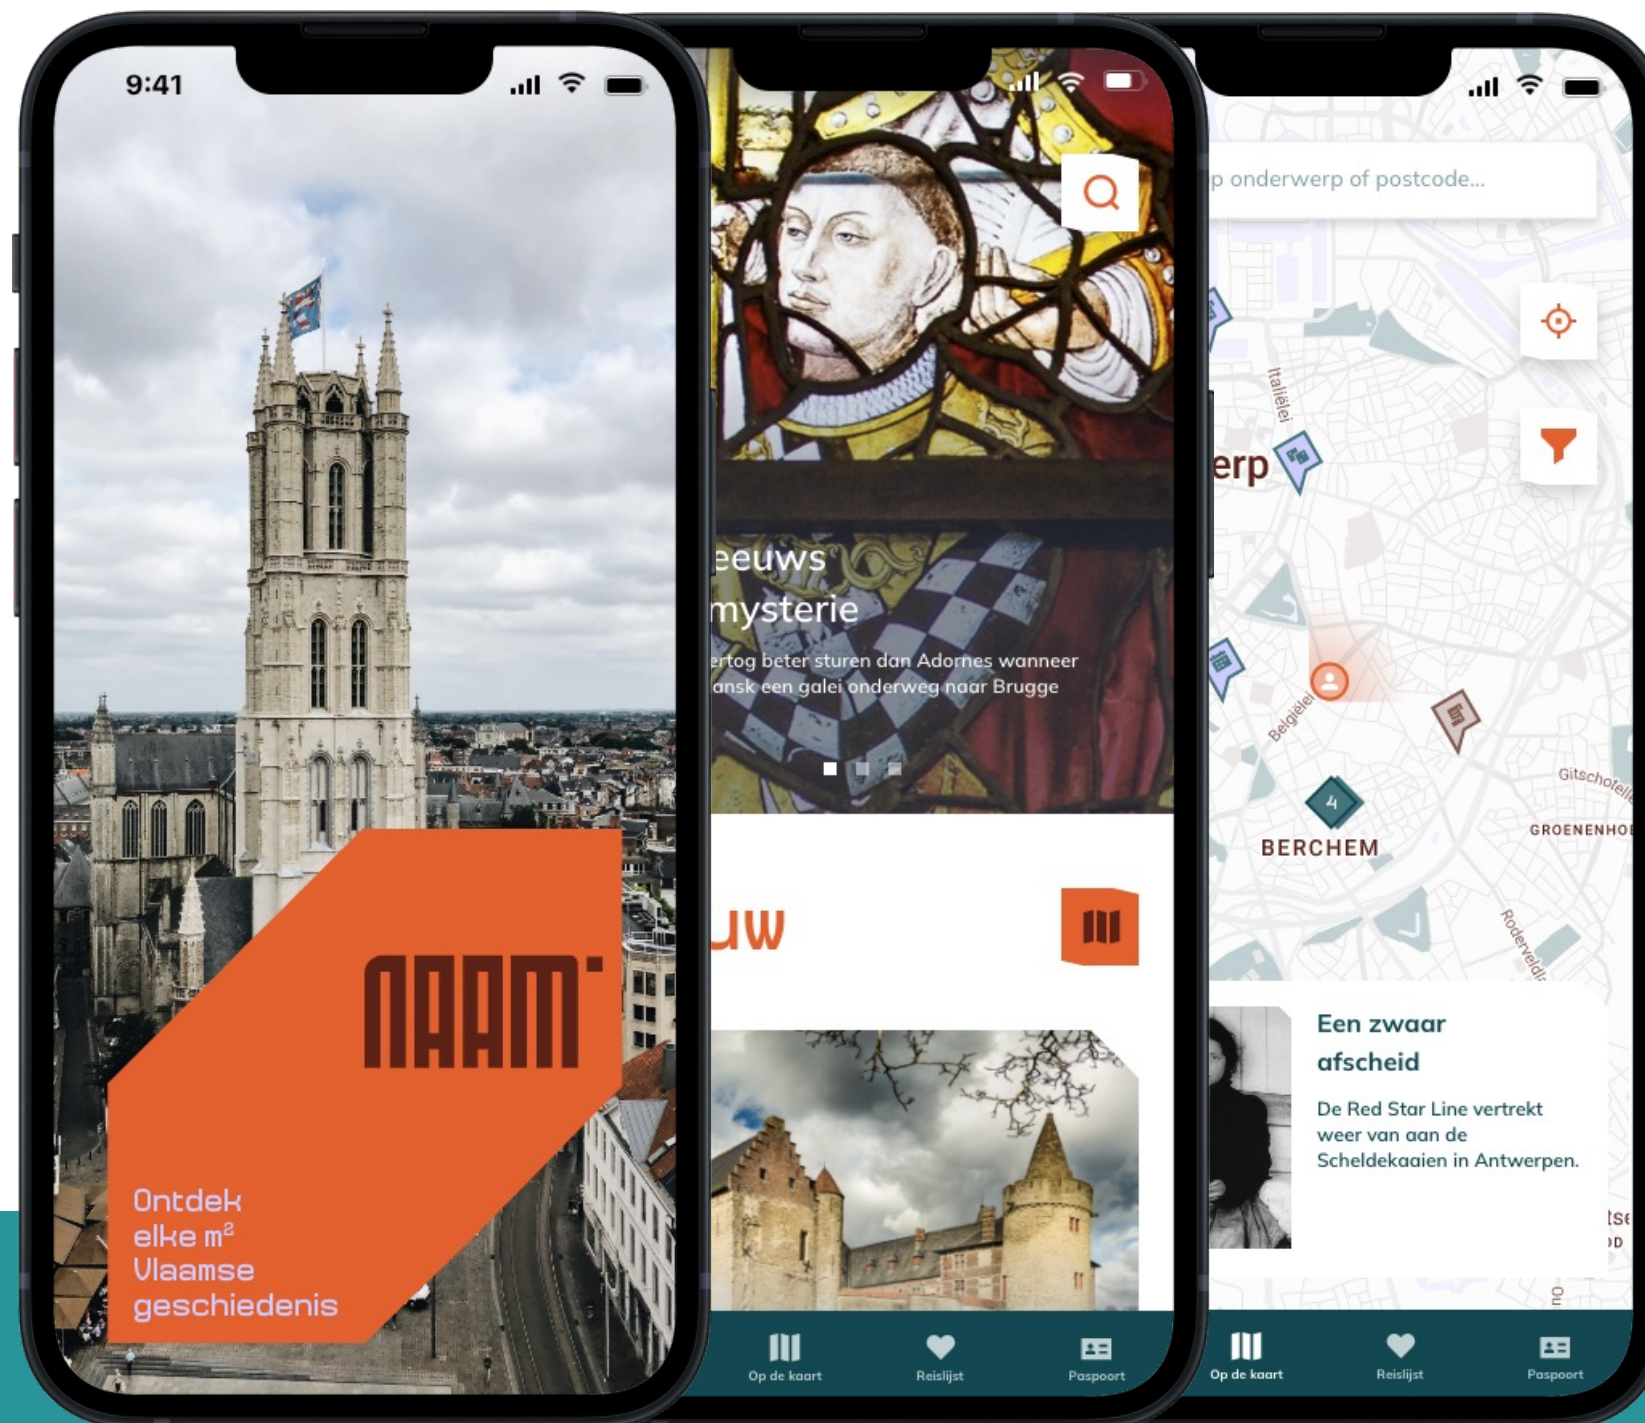 9:41
NAAM
Ontdek
elke m²
Vlaamse
geschiedenis
eeuws
mysterie
ertog beter sturen dan Adornes wanneer
ansk een galei onderweg naar Brugge
uw
Op de kaart
Reislijst
Paspoort
p onderwerp of postcode...
Italiëlei
erp
Belgiëlei
4
BERCHEM
Gitschotelle
GROENENHO
Roderveldl
Een zwaar
afscheid
De Red Star Line vertrekt
weer van aan de
Scheldekaaien in Antwerpen.
Op de kaart
Reislijst
Paspoort